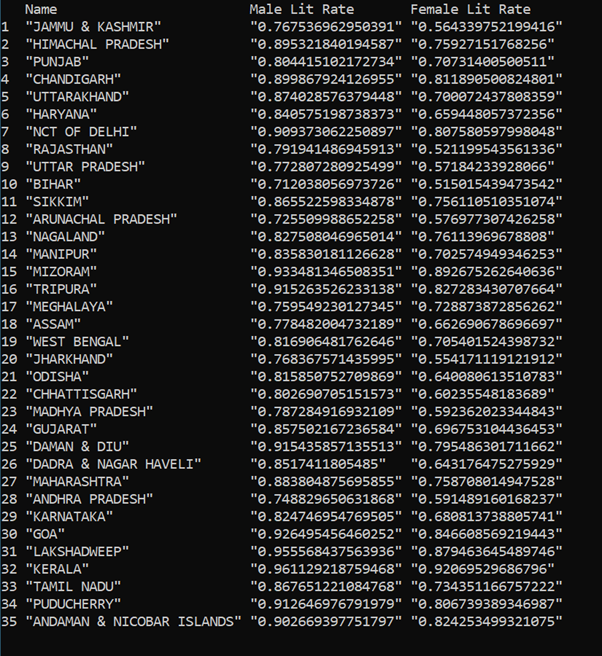 Name Male Lit Rate Female Lit Rate
1 "JAMMU & KASHMIR" "0.767536962950391" "0.564339752199416"
2 "HIMACHAL PRADESH" "0.895321840194587" "0.75927151768256"
3 "PUNJAB" "0.804415102172734" "0.70731400500511"
4 "CHANDIGARH" "0.899867924126955" "0.811890500824801"
5 "UTTARAKHAND" "0.874028576379448" "0.700072437808359"
6 "HARYANA" "0.840575198738373" "0.659448057372356"
7 "NCT OF DELHI" "0.909373062250897" "0.807580597998048"
8 "RAJASTHAN" "0.791941486945913" "0.521199543561336"
9 "UTTAR PRADESH" "0.772807280925499" "0.57184233928066"
10 "BIHAR" "0.712038056973726" "0.515015439473542"
11 "SIKKIM" "0.865522598334878" "0.756110510351074"
12 "ARUNACHAL PRADESH" "0.725509988652258" "0.576977307426258"
13 "NAGALAND" "0.827508046965014" "0.76113969678808"
14 "MANIPUR" "0.835830181126628" "0.702574949346253"
15 "MIZORAM" "0.933481346508351" "0.892675262640636"
16 "TRIPURA" "0.915263526233138" "0.827283430707664"
17 "MEGHALAYA" "0.759549230127345" "0.728873872856262"
18 "ASSAM" "0.778482004732189" "0.662690678696697"
19 "WEST BENGAL" "0.816906481762646" "0.705401524398732"
20 "JHARKHAND" "0.768367571435995" "0.554171119121912"
21 "ODISHA" "0.815850752709869" "0.640080613510783"
22 "CHHATTISGARH" "0.802690705151573" "0.60235548183689"
23 "MADHYA PRADESH" "0.787284916932109" "0.592362023344843"
24 "GUJARAT" "0.857502167236584" "0.696753104436453"
25 "DAMAN & DIU" "0.915435857135513" "0.795486301711662"
26 "DADRA & NAGAR HAVELI" "0.8517411805485" "0.643176475275929"
27 "MAHARASHTRA" "0.883804875695855" "0.758708014947528"
28 "ANDHRA PRADESH" "0.748829650631868" "0.591489160168237"
29 "KARNATAKA" "0.824746954769505" "0.680813738805741"
30 "GOA" "0.926495456460252" "0.846608569219443"
31 "LAKSHADWEEP" "0.955568437563936" "0.879463645489746"
32 "KERALA" "0.961129218759468" "0.92069529686796"
33 "TAMIL NADU" "0.867651221084768" "0.734351166757222"
34 "PUDUCHERRY" "0.912646976791979" "0.806739389346987"
35 "ANDAMAN & NICOBAR ISLANDS" "0.902669397751797" "0.824253499321075"